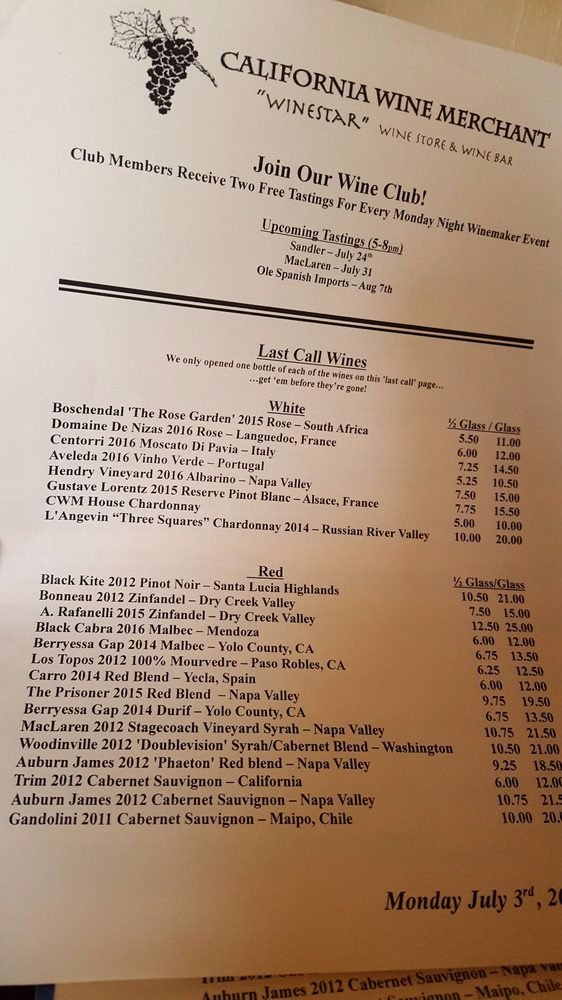 CALIFORNIA WINE MERCHANT
"WINESTAR" WINE STORE & WINE BAR
Join Our Wine Club!
Club Members Receive Two Free Tastings For Every Monday Night Winemaker Event
Upcoming Tastings (5-8pm)
Sandler – July 24th
MacLaren – July 31
Ole Spanish Imports – Aug 7th
Last Call Wines
We only opened one bottle of each of the wines on this 'last call' page...
...get 'em before they're gone!
White ½ Glass / Glass
Boschendal 'The Rose Garden' 2015 Rose – South Africa 5.50 11.00
Domaine De Nizas 2016 Rose – Languedoc, France 6.00 12.00
Centorri 2016 Moscato Di Pavia – Italy 7.25 14.50
Aveleda 2016 Vinho Verde – Portugal 5.25 10.50
Hendry Vineyard 2016 Albarino – Napa Valley 7.50 15.00
Gustave Lorentz 2015 Reserve Pinot Blanc – Alsace, France 7.75 15.50
CWM House Chardonnay 5.00 10.00
L'Angevin "Three Squares" Chardonnay 2014 – Russian River Valley 10.00 20.00
Red ½ Glass/Glass
Black Kite 2012 Pinot Noir – Santa Lucia Highlands 10.50 21.00
Bonneau 2012 Zinfandel – Dry Creek Valley 7.50 15.00
A. Rafanelli 2015 Zinfandel – Dry Creek Valley 12.50 25.00
Black Cabra 2016 Malbec – Mendoza 6.00 12.00
Berryessa Gap 2014 Malbec – Yolo County, CA 6.75 13.50
Los Topos 2012 100% Mourvedre – Paso Robles, CA 6.25 12.50
Carro 2014 Red Blend – Yecla, Spain 6.00 12.00
The Prisoner 2015 Red Blend – Napa Valley 9.75 19.50
Berryessa Gap 2014 Durif – Yolo County, CA 6.75 13.50
MacLaren 2012 Stagecoach Vineyard Syrah – Napa Valley 10.75 21.50
Woodinville 2012 'Doublevision' Syrah/Cabernet Blend – Washington 10.50 21.00
Auburn James 2012 'Phaeton' Red blend – Napa Valley 9.25 18.50
Trim 2012 Cabernet Sauvignon – California 6.00 12.00
Auburn James 2012 Cabernet Sauvignon – Napa Valley 10.75 21.5
Gandolini 2011 Cabernet Sauvignon – Maipo, Chile 10.00 20.
Monday July 3rd, 20
Auburn James 2012 Cabernet Sauvignon – Napa Val
Sauvignon – Maipo, Chile